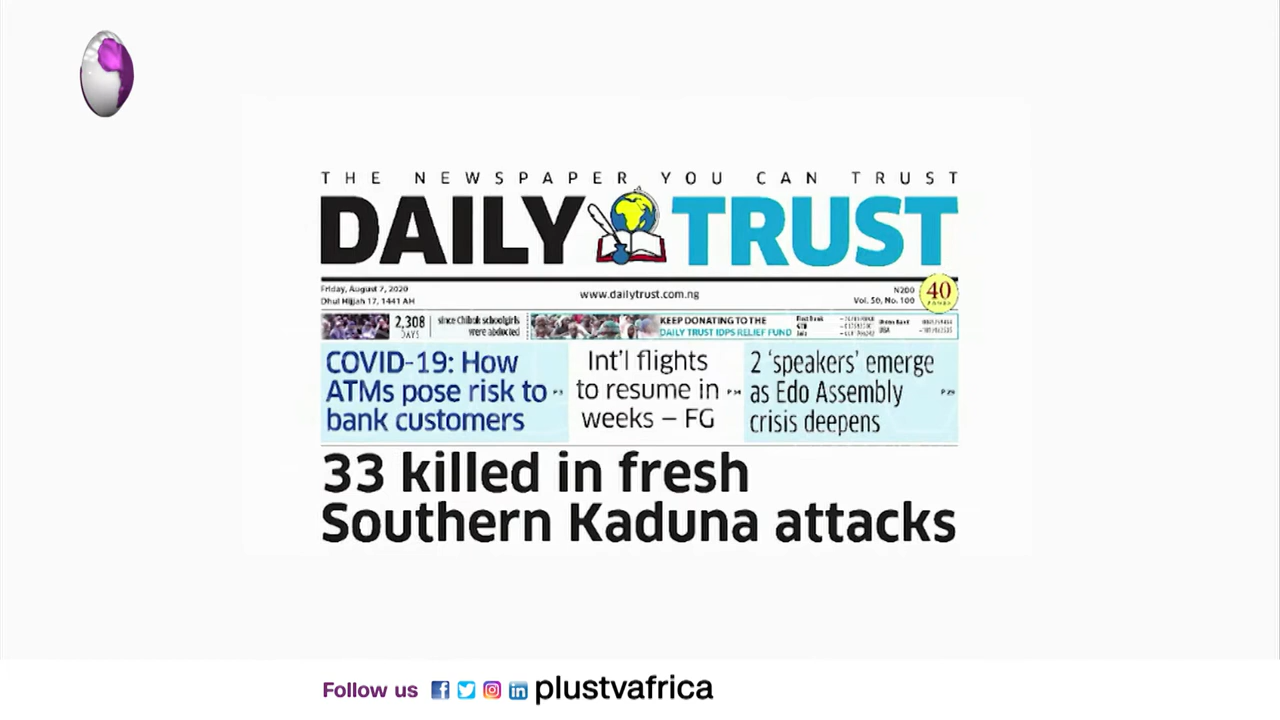 THE NEWSPAPER YOU CAN TRUST
DAILY TRUST
Friday, August 7, 2020
Dhul Hijjah 17, 1441 AH
www.dailytrust.com.ng
N200
Vol. 50, No. 100
40
PAGES
2,308
DAYS
since Chibok schoolgirls
were abducted
KEEP DONATING TO THE
DAILY TRUST IDPS RELIEF FUND
COVID-19: How
ATMs pose risk to
bank customers
P 3
Int'l flights
to resume in
weeks – FG
2 'speakers' emerge
as Edo Assembly
crisis deepens
P 29
33 killed in fresh
Southern Kaduna attacks
Follow us plustvafrica